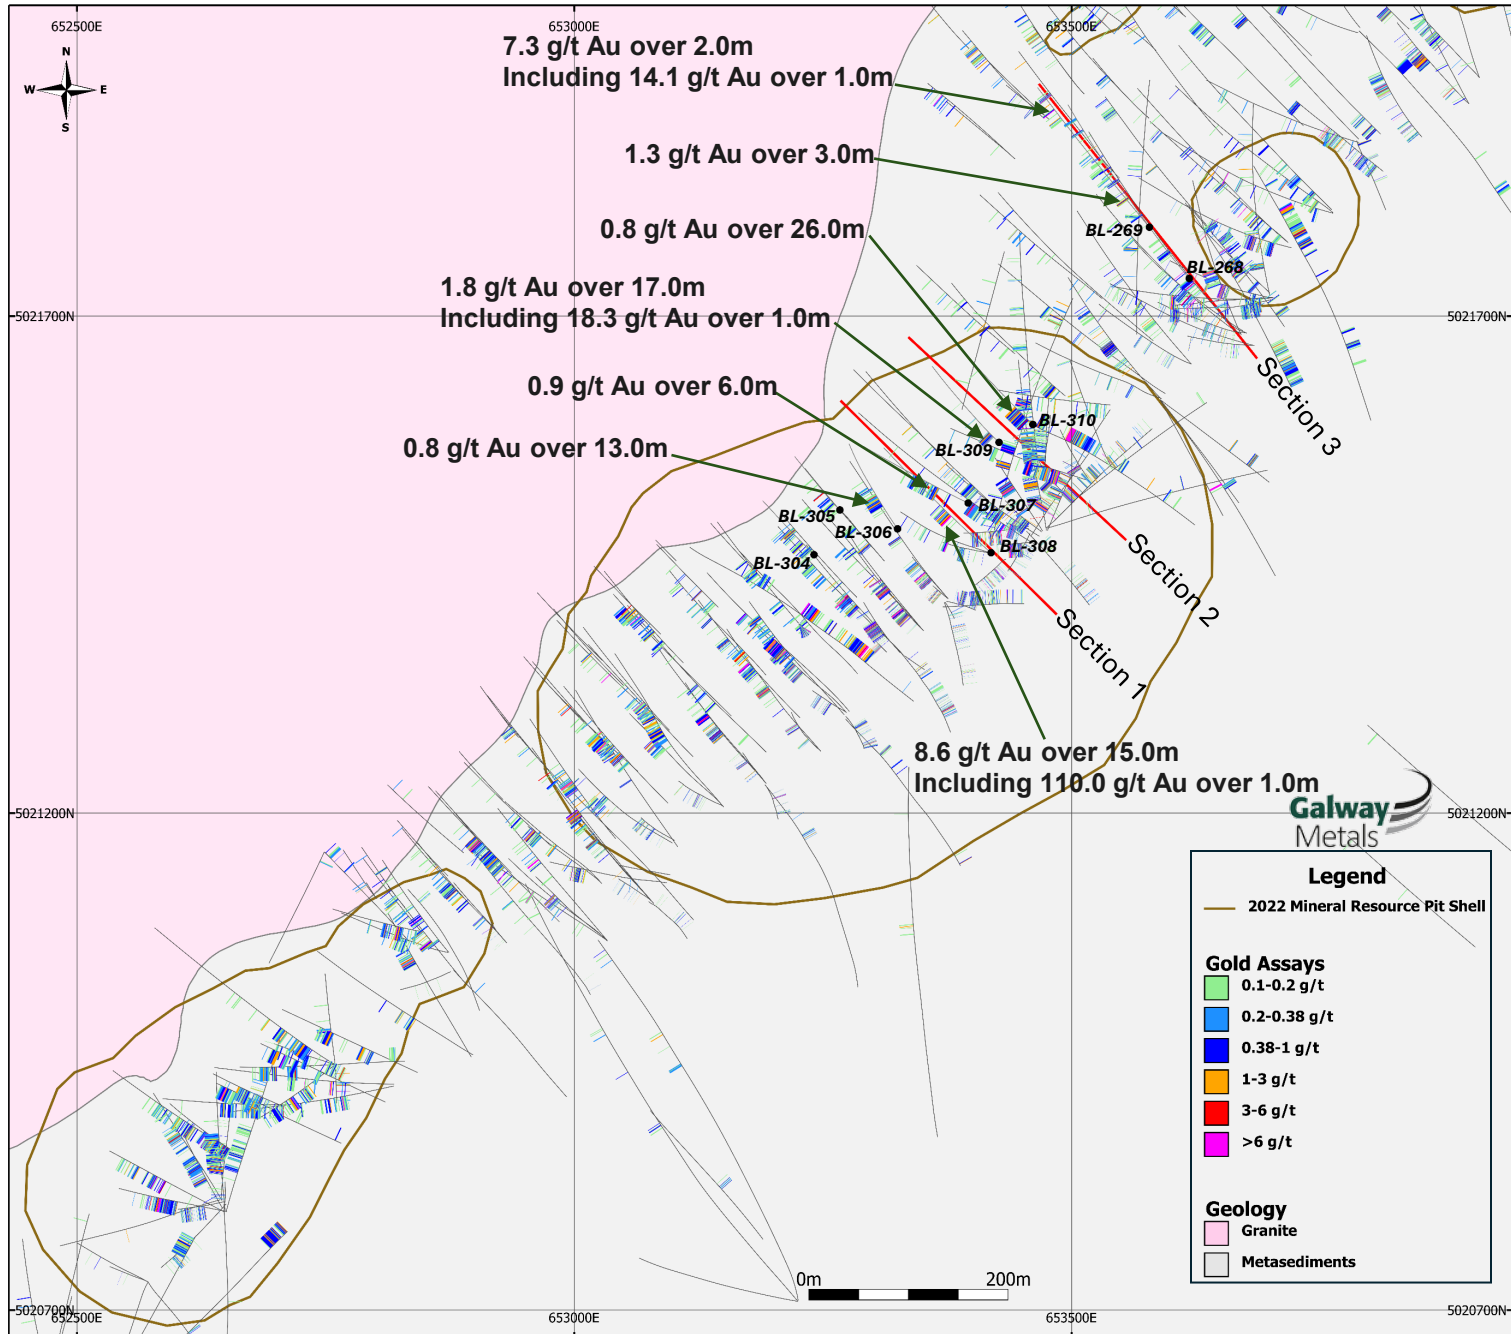 652500E
653000E
653500E
N
W E
S
7.3 g/t Au over 2.0m
Including 14.1 g/t Au over 1.0m
1.3 g/t Au over 3.0m
0.8 g/t Au over 26.0m
BL-269
BL-268
1.8 g/t Au over 17.0m
Including 18.3 g/t Au over 1.0m
5021700N
5021700N
0.9 g/t Au over 6.0m
Section 3
0.8 g/t Au over 13.0m
BL-310
BL-309
BL-307
BL-305
BL-306
BL-308
BL-304
Section 2
Section 1
8.6 g/t Au over 15.0m
Including 110.0 g/t Au over 1.0m
5021200N
5021200N
Galway
Metals
Legend
2022 Mineral Resource Pit Shell
Gold Assays
0.1-0.2 g/t
0.2-0.38 g/t
0.38-1 g/t
1-3 g/t
3-6 g/t
>6 g/t
Geology
Granite
Metasediments
0m 200m
5020700N
5020700N
652500E
653000E
653500E